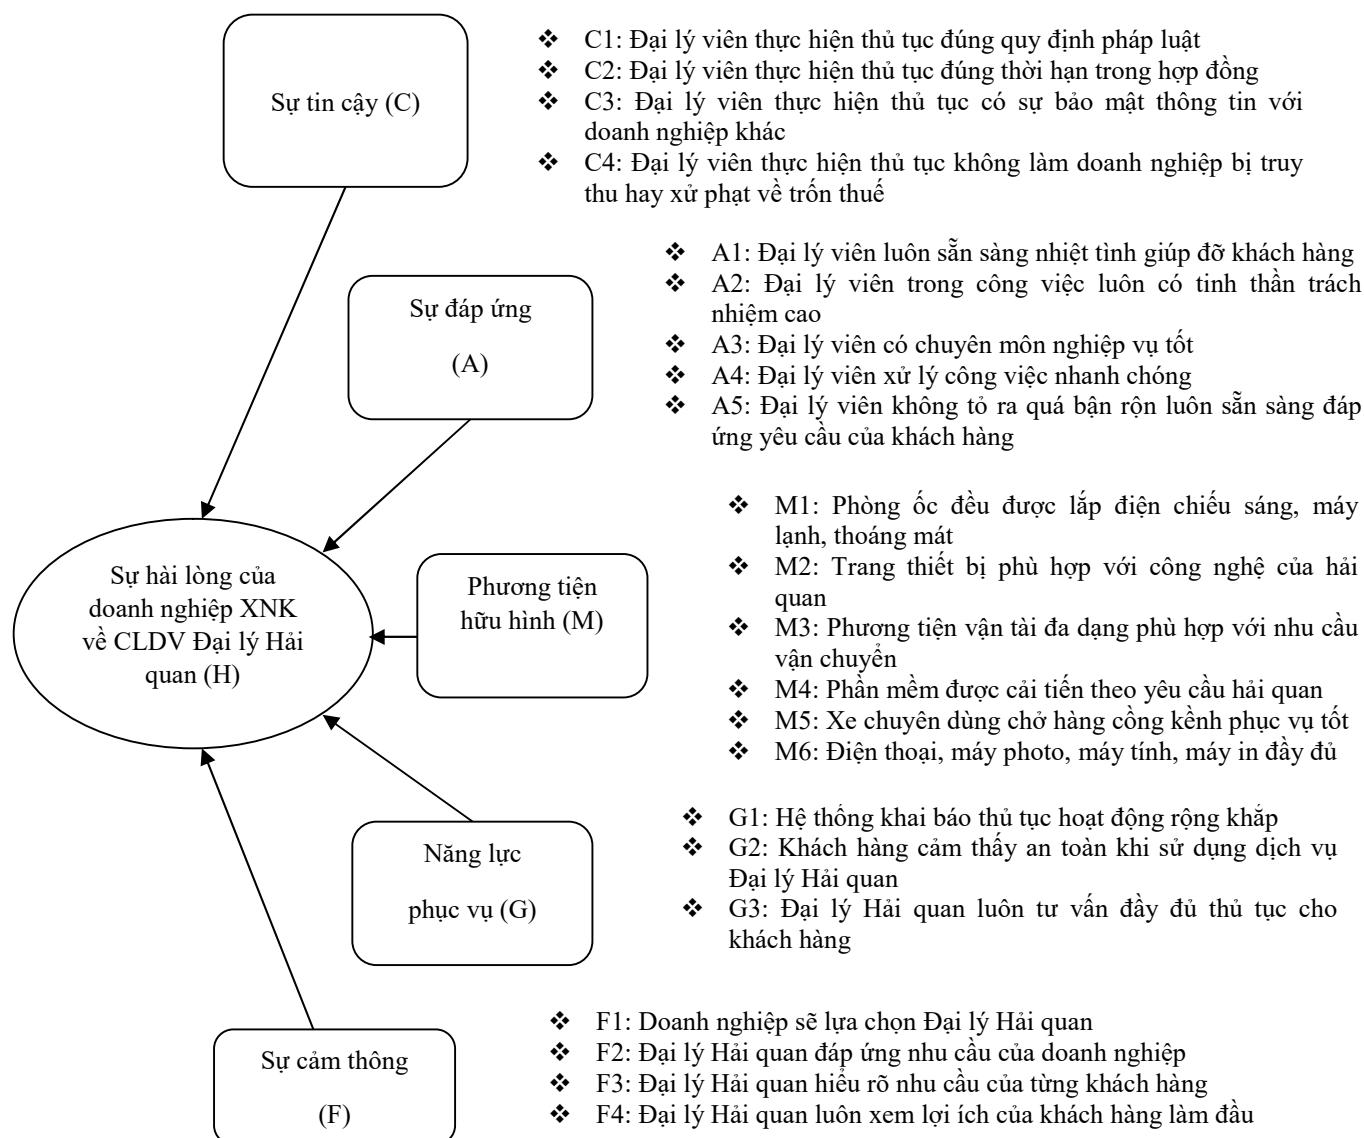 Sự tin cậy (C)
❖ C1: Đại lý viên thực hiện thủ tục đúng quy định pháp luật
❖ C2: Đại lý viên thực hiện thủ tục đúng thời hạn trong hợp đồng
❖ C3: Đại lý viên thực hiện thủ tục có sự bảo mật thông tin với
doanh nghiệp khác
❖ C4: Đại lý viên thực hiện thủ tục không làm doanh nghiệp bị truy
thu hay xử phạt về trốn thuế
Sự đáp ứng
(A)
❖ A1: Đại lý viên luôn sẵn sàng nhiệt tình giúp đỡ khách hàng
❖ A2: Đại lý viên trong công việc luôn có tinh thần trách
nhiệm cao
❖ A3: Đại lý viên có chuyên môn nghiệp vụ tốt
❖ A4: Đại lý viên xử lý công việc nhanh chóng
❖ A5: Đại lý viên không tỏ ra quá bận rộn luôn sẵn sàng đáp
ứng yêu cầu của khách hàng
Sự hài lòng của
doanh nghiệp XNK
về CLDV Đại lý Hải
quan (H)
Phương tiện
hữu hình (M)
❖ M1: Phòng ốc đều được lắp điện chiếu sáng, máy
lạnh, thoáng mát
❖ M2: Trang thiết bị phù hợp với công nghệ của hải
quan
❖ M3: Phương tiện vận tải đa dạng phù hợp với nhu cầu
vận chuyển
❖ M4: Phần mềm được cải tiến theo yêu cầu hải quan
❖ M5: Xe chuyên dùng chở hàng cồng kềnh phục vụ tốt
❖ M6: Điện thoại, máy photo, máy tính, máy in đầy đủ
Năng lực
phục vụ (G)
❖ G1: Hệ thống khai báo thủ tục hoạt động rộng khắp
❖ G2: Khách hàng cảm thấy an toàn khi sử dụng dịch vụ
Đại lý Hải quan
❖ G3: Đại lý Hải quan luôn tư vấn đầy đủ thủ tục cho
khách hàng
Sự cảm thông
(F)
❖ F1: Doanh nghiệp sẽ lựa chọn Đại lý Hải quan
❖ F2: Đại lý Hải quan đáp ứng nhu cầu của doanh nghiệp
❖ F3: Đại lý Hải quan hiểu rõ nhu cầu của từng khách hàng
❖ F4: Đại lý Hải quan luôn xem lợi ích của khách hàng làm đầu